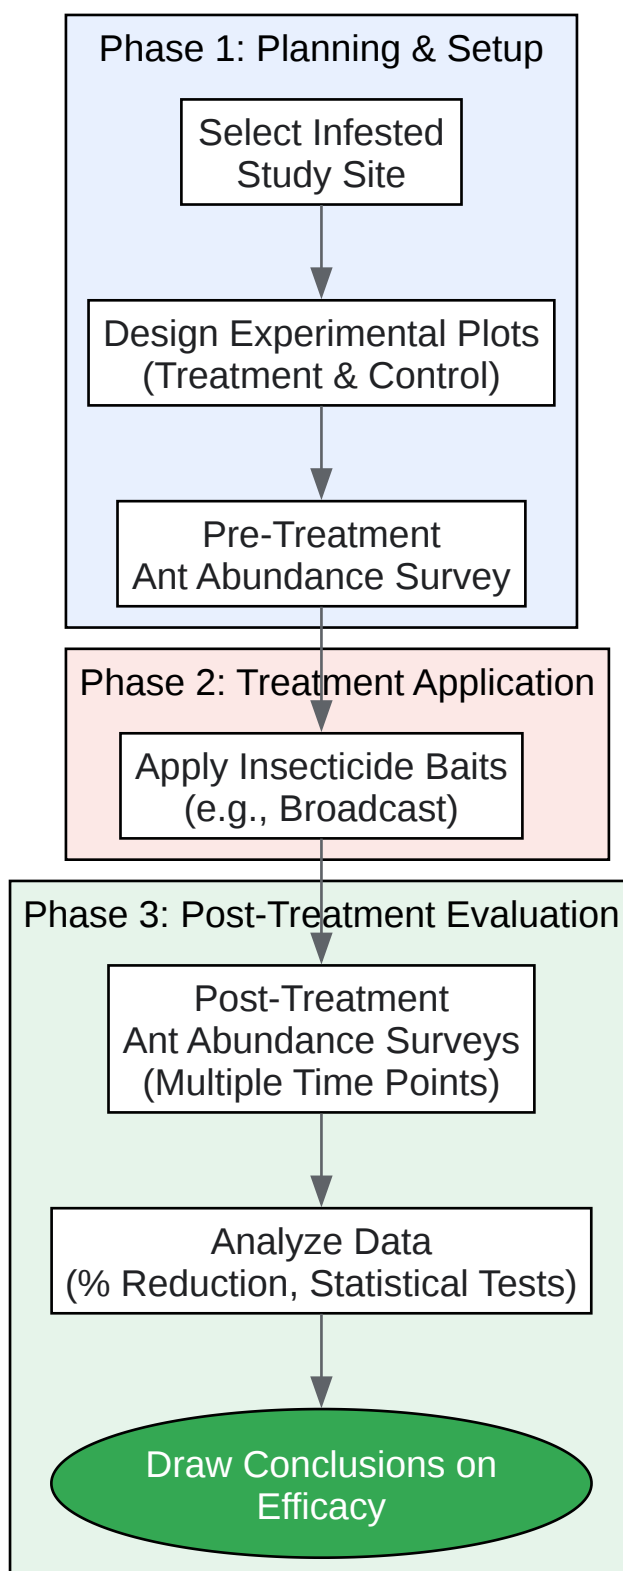 Phase 1: Planning & Setup
Select Infested
Study Site
Design Experimental Plots
(Treatment & Control)
Pre-Treatment
Ant Abundance Survey
Phase 2: Treatment Application
Apply Insecticide Baits
(e.g., Broadcast)
Phase 3: Post-Treatment Evaluation
Post-Treatment
Ant Abundance Surveys
(Multiple Time Points)
Analyze Data
(% Reduction, Statistical Tests)
Draw Conclusions on
Efficacy